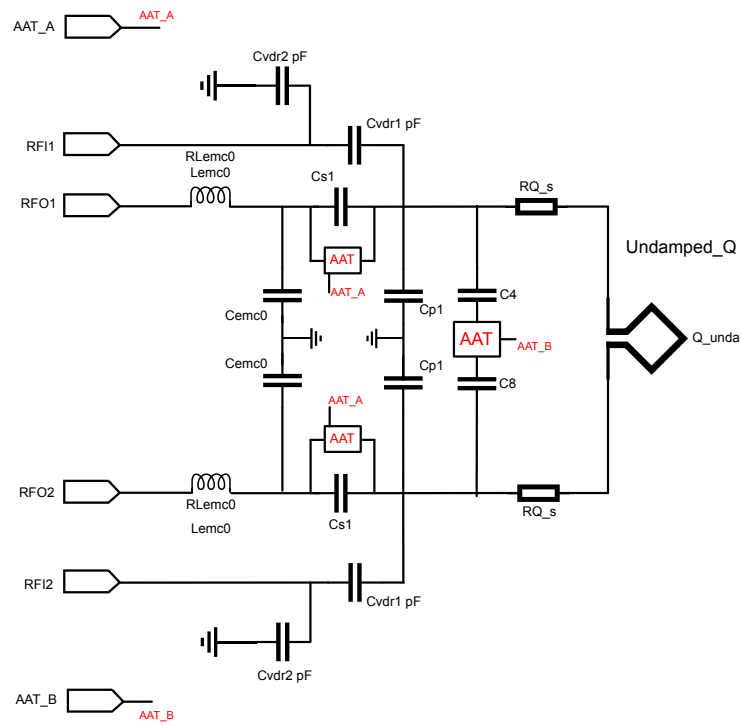 AAT_A
AAT_A
Cvdr2 pF
Cvdr1 pF
RFI1
RLemc0
Lemc0
Cs1
RQ_s
RFO1
Undamped_Q
AAT
AAT_A
C4
Cemc0
Cp1
AAT
AAT_B
Q_unda
Cemc0
Cp1
C8
AAT_A
AAT
RFO2
RLemc0
Lemc0
Cs1
RQ_s
RFI2
Cvdr1 pF
Cvdr2 pF
AAT_B
AAT_B